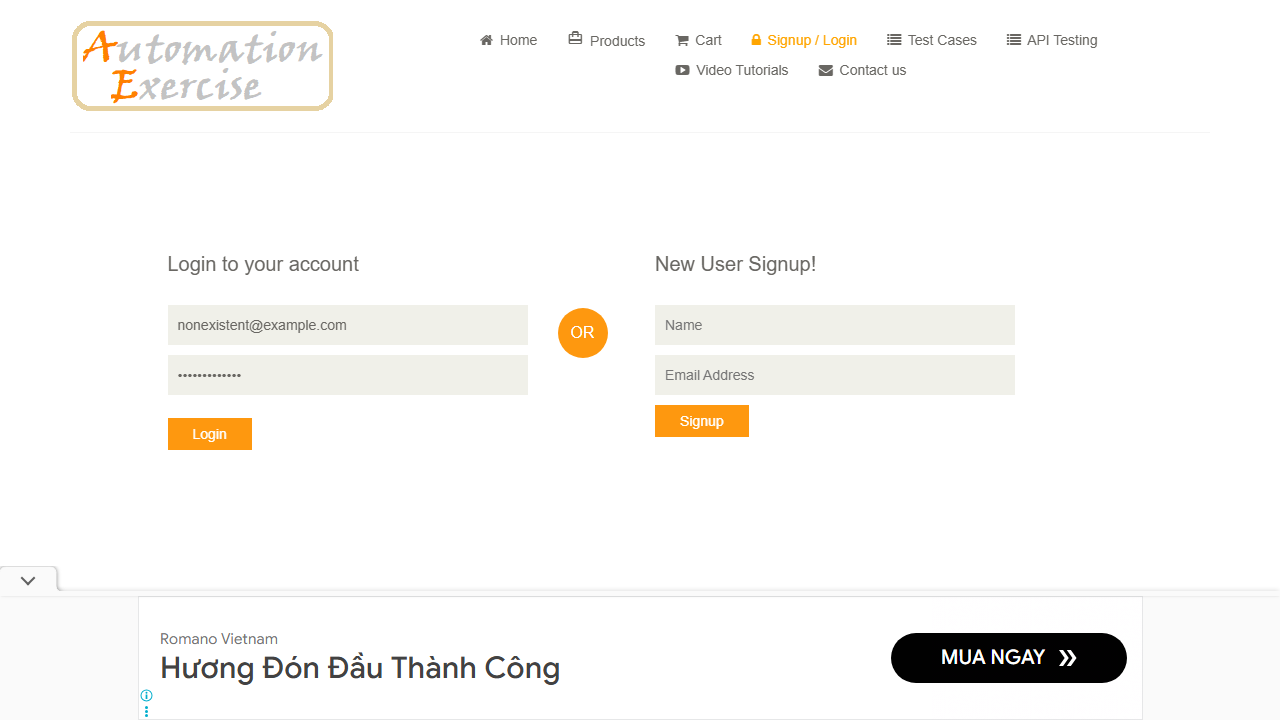 Automation
Exercise
Home
Products
Cart
Signup / Login
Test Cases
API Testing
Video Tutorials
Contact us
Login to your account
nonexistent@example.com
•••••••••••••
Login
OR
New User Signup!
Name
Email Address
Signup
Romano Vietnam
Hương Đón Đầu Thành Công
MUA NGAY